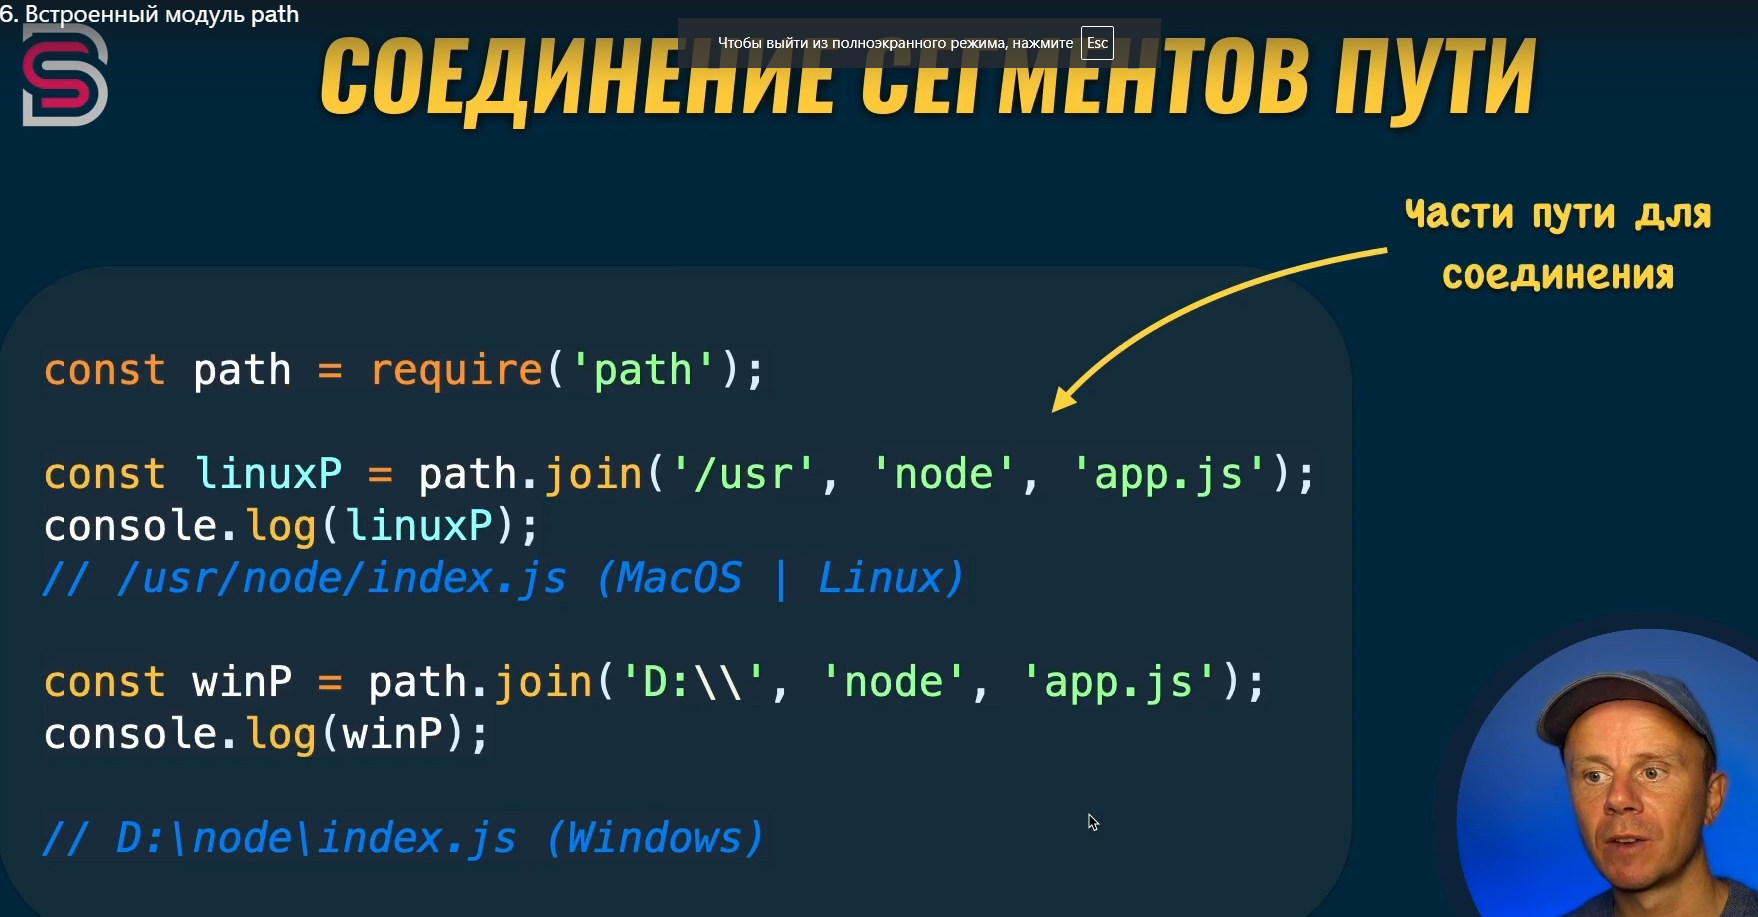 6. Встроенный модуль path
Чтобы выйти из полноэкранного режима, нажмите Esc
СОЕДИНЕНИЕ СЕГМЕНТОВ ПУТИ
Части пути для
соединения
const path = require('path');
const linuxP = path.join('/usr', 'node', 'app.js');
console.log(linuxP);
// /usr/node/index.js (MacOS | Linux)
const winP = path.join('D:\\', 'node', 'app.js');
console.log(winP);
// D:\node\index.js (Windows)